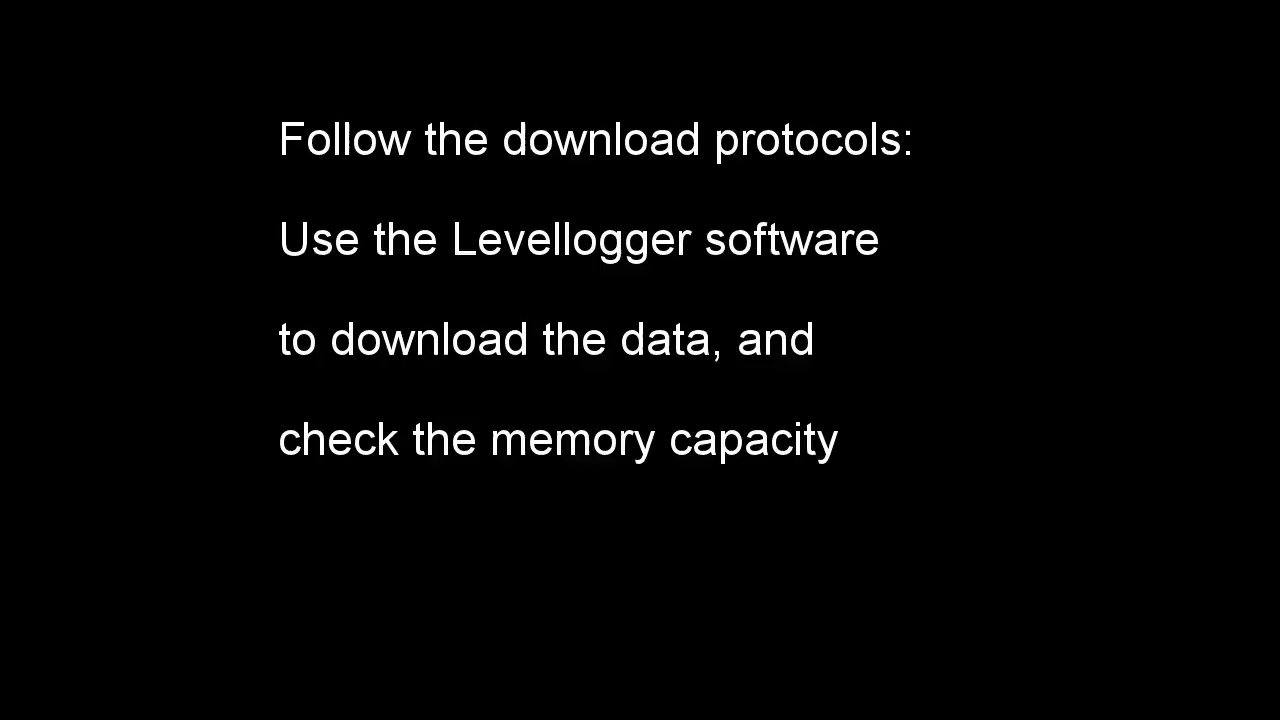 Follow the download protocols:
Use the Levellogger software
to download the data, and
check the memory capacity